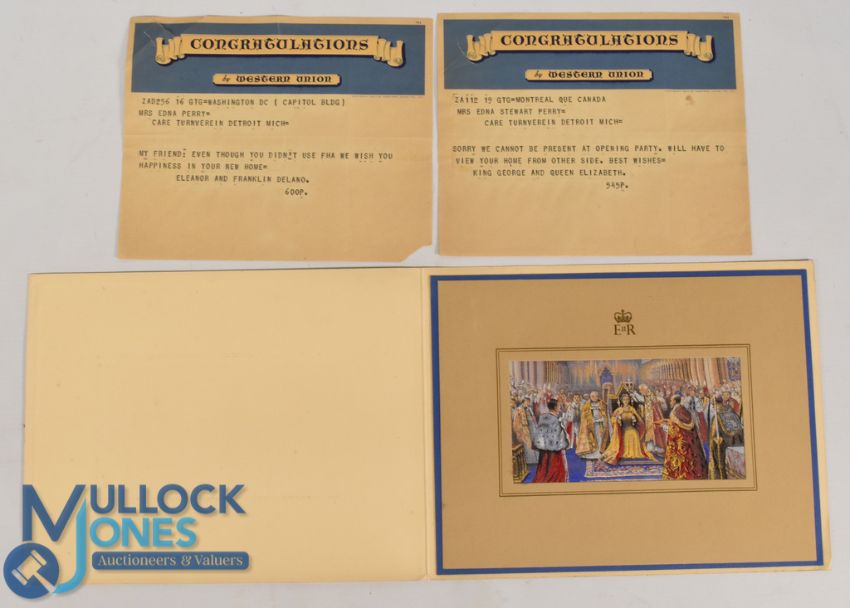 CONGRATULATIONS
by WESTERN UNION
ZAD256 16 GTG=WASHINGTON DC ( CAPITOL BLDG)
MRS EDNA PERRY=
CARE TURNVEREIN DETROIT MICH=
MY FRIEND: EVEN THOUGH YOU DIDN:T USE FHA WE WISH YOU
HAPPINESS IN YOUR NEW HOME=
ELEANOR AND FRANKLIN DELANO.
600P.
CONGRATULATIONS
by WESTERN UNION
ZA112 19 GTG=MONTREAL QUE CANADA
MRS EDNA STEWART PERRY=
CARE TURNVEREIN DETROIT MICH=
SORRY WE CANNOT BE PRESENT AT OPENING PARTY. WILL HAVE TO
VIEW YOUR HOME FROM OTHER SIDE. BEST WISHES=
KING GEORGE AND QUEEN ELIZABETH.
545P.
EIIR
MULLOCK
JONES
Auctioneers & Valuers